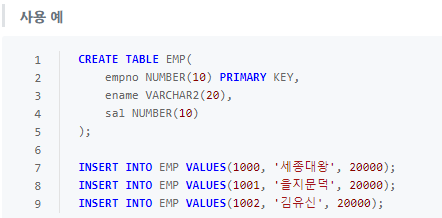 사용 예
1 CREATE TABLE EMP(
2 empno NUMBER(10) PRIMARY KEY,
3 ename VARCHAR2(20),
4 sal NUMBER(10)
5 );
6
7 INSERT INTO EMP VALUES(1000, '세종대왕', 20000);
8 INSERT INTO EMP VALUES(1001, '을지문덕', 20000);
9 INSERT INTO EMP VALUES(1002, '김유신', 20000);